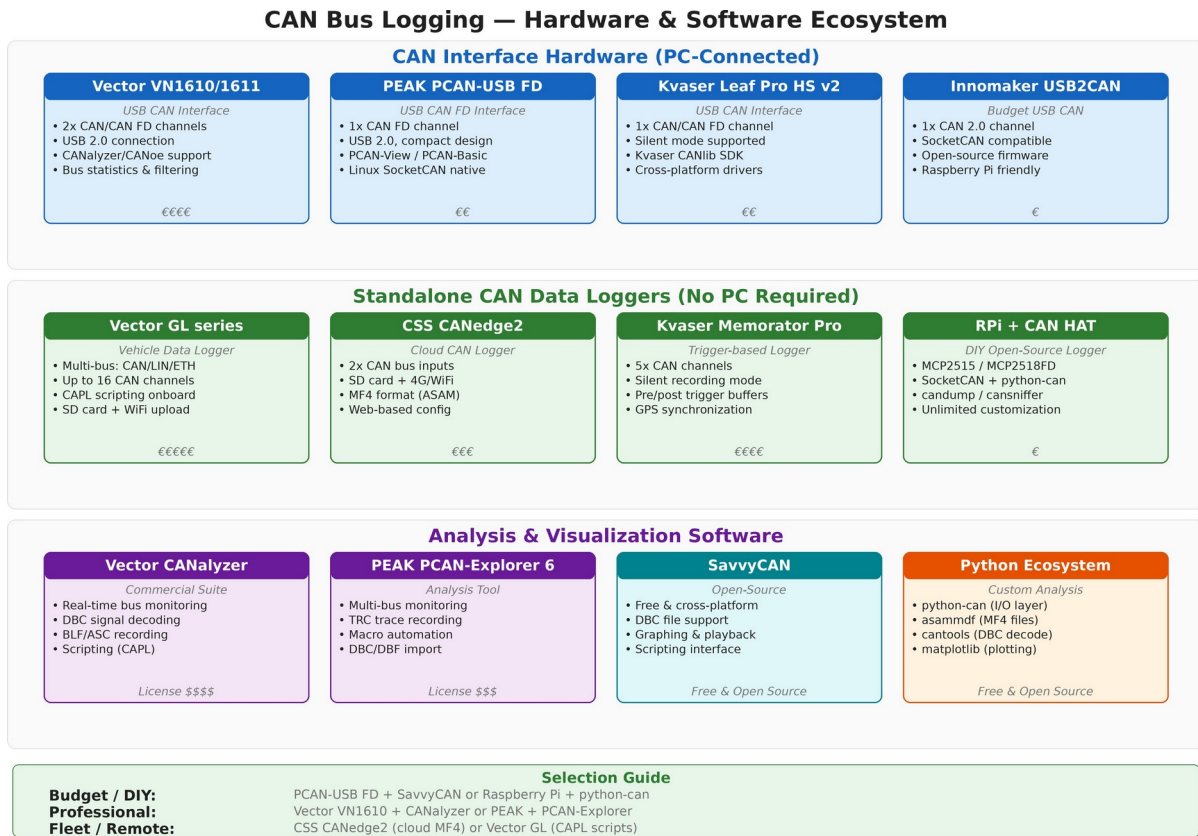 CAN Bus Logging — Hardware & Software Ecosystem
CAN Interface Hardware (PC-Connected)
Vector VN1610/1611
USB CAN Interface
• 2x CAN/CAN FD channels
• USB 2.0 connection
• CANalyzer/CANoe support
• Bus statistics & filtering
€€€€
PEAK PCAN-USB FD
USB CAN FD Interface
• 1x CAN FD channel
• USB 2.0, compact design
• PCAN-View / PCAN-Basic
• Linux SocketCAN native
€€
Kvaser Leaf Pro HS v2
USB CAN Interface
• 1x CAN/CAN FD channel
• Silent mode supported
• Kvaser CANlib SDK
• Cross-platform drivers
€€
Innomaker USB2CAN
Budget USB CAN
• 1x CAN 2.0 channel
• SocketCAN compatible
• Open-source firmware
• Raspberry Pi friendly
€
Standalone CAN Data Loggers (No PC Required)
Vector GL series
Vehicle Data Logger
• Multi-bus: CAN/LIN/ETH
• Up to 16 CAN channels
• CAPL scripting onboard
• SD card + WiFi upload
€€€€€
CSS CANedge2
Cloud CAN Logger
• 2x CAN bus inputs
• SD card + 4G/WiFi
• MF4 format (ASAM)
• Web-based config
€€€
Kvaser Memorator Pro
Trigger-based Logger
• 5x CAN channels
• Silent recording mode
• Pre/post trigger buffers
• GPS synchronization
€€€€
RPi + CAN HAT
DIY Open-Source Logger
• MCP2515 / MCP2518FD
• SocketCAN + python-can
• candump / cansniffer
• Unlimited customization
€
Analysis & Visualization Software
Vector CANalyzer
Commercial Suite
• Real-time bus monitoring
• DBC signal decoding
• BLF/ASC recording
• Scripting (CAPL)
License $$$$
PEAK PCAN-Explorer 6
Analysis Tool
• Multi-bus monitoring
• TRC trace recording
• Macro automation
• DBC/DBF import
License $$$
SavvyCAN
Open-Source
• Free & cross-platform
• DBC file support
• Graphing & playback
• Scripting interface
Free & Open Source
Python Ecosystem
Custom Analysis
• python-can (I/O layer)
• asammdf (MF4 files)
• cantools (DBC decode)
• matplotlib (plotting)
Free & Open Source
Selection Guide
Budget / DIY: PCAN-USB FD + SavvyCAN or Raspberry Pi + python-can
Professional: Vector VN1610 + CANalyzer or PEAK + PCAN-Explorer
Fleet / Remote: CSS CANedge2 (cloud MF4) or Vector GL (CAPL scripts)